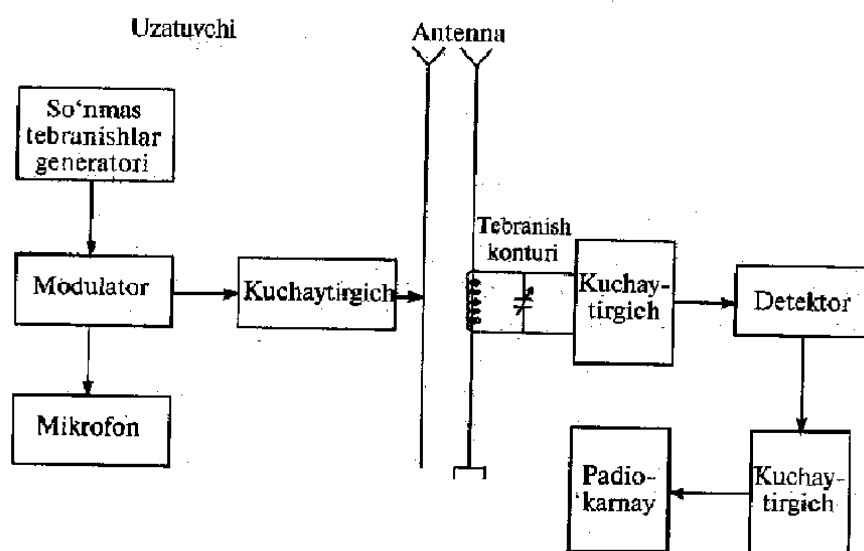 Uzatuvchi
Antenna
So‘nmas
tebranishlar
generatori
Modulator
Kuchaytirgich
Mikrofon
Tebranish
konturi
Kuchay-
tirgich
Detektor
Kuchay-
tirgich
Padio-
karnay